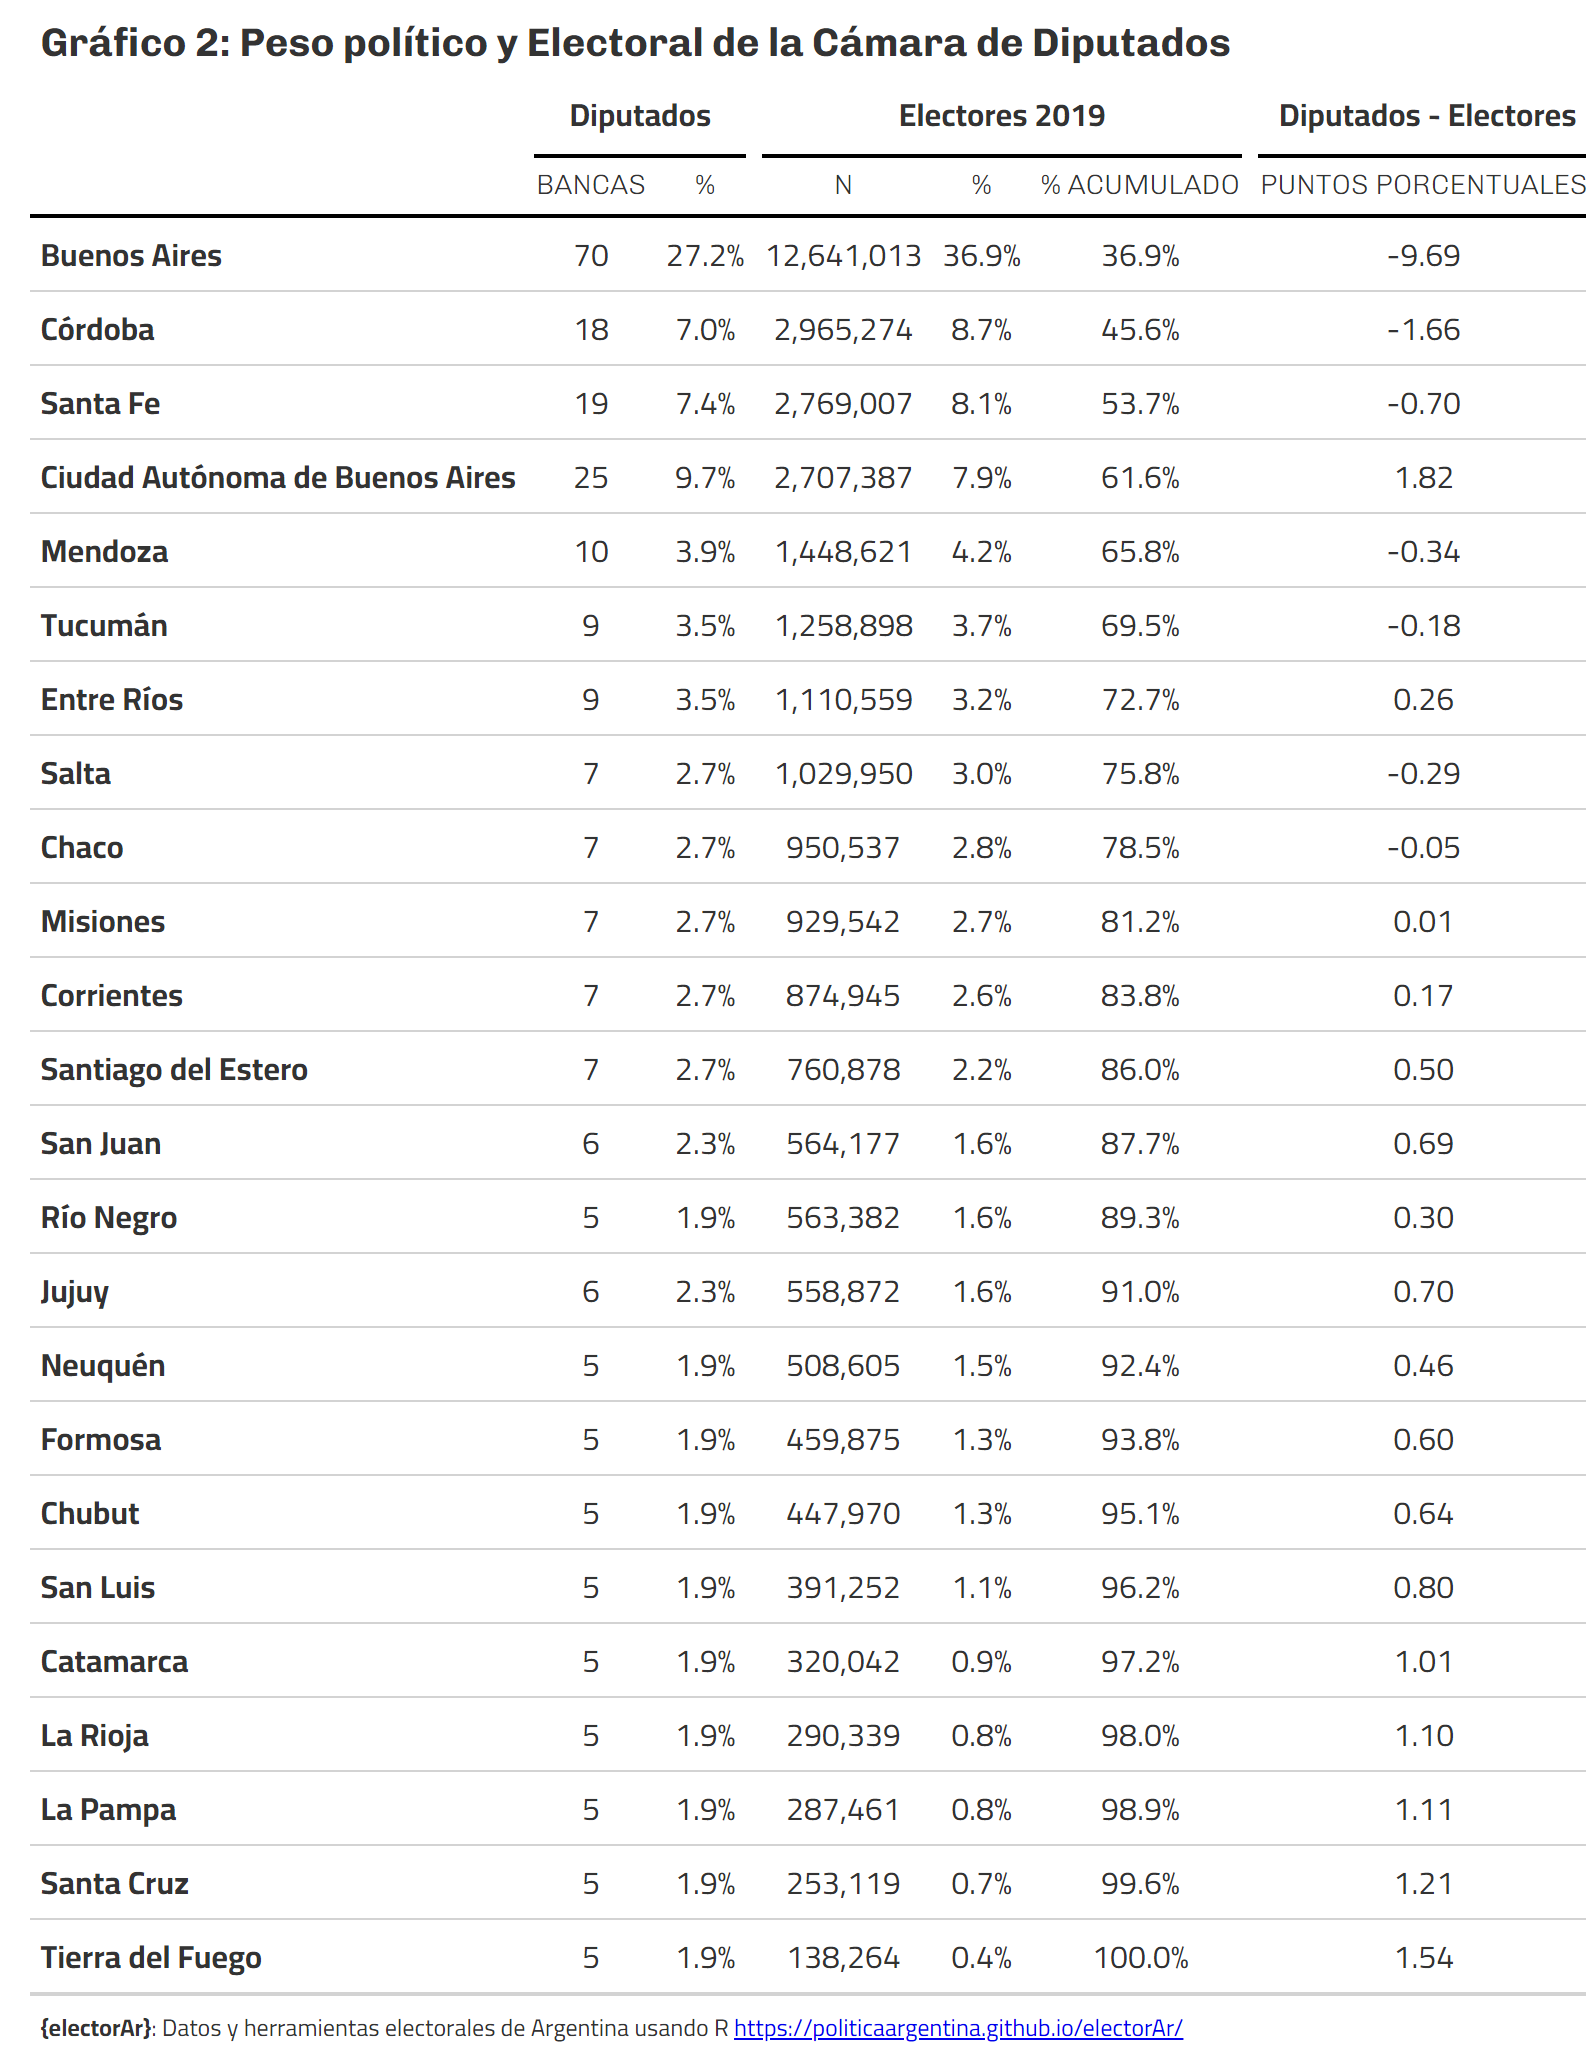 Gráfico 2: Peso político y Electoral de la Cámara de Diputados
Diputados Electores 2019 Diputados - Electores
BANCAS % N % % ACUMULADO PUNTOS PORCENTUALES
Buenos Aires 70 27.2% 12,641,013 36.9% 36.9% -9.69
Córdoba 18 7.0% 2,965,274 8.7% 45.6% -1.66
Santa Fe 19 7.4% 2,769,007 8.1% 53.7% -0.70
Ciudad Autónoma de Buenos Aires 25 9.7% 2,707,387 7.9% 61.6% 1.82
Mendoza 10 3.9% 1,448,621 4.2% 65.8% -0.34
Tucumán 9 3.5% 1,258,898 3.7% 69.5% -0.18
Entre Ríos 9 3.5% 1,110,559 3.2% 72.7% 0.26
Salta 7 2.7% 1,029,950 3.0% 75.8% -0.29
Chaco 7 2.7% 950,537 2.8% 78.5% -0.05
Misiones 7 2.7% 929,542 2.7% 81.2% 0.01
Corrientes 7 2.7% 874,945 2.6% 83.8% 0.17
Santiago del Estero 7 2.7% 760,878 2.2% 86.0% 0.50
San Juan 6 2.3% 564,177 1.6% 87.7% 0.69
Río Negro 5 1.9% 563,382 1.6% 89.3% 0.30
Jujuy 6 2.3% 558,872 1.6% 91.0% 0.70
Neuquén 5 1.9% 508,605 1.5% 92.4% 0.46
Formosa 5 1.9% 459,875 1.3% 93.8% 0.60
Chubut 5 1.9% 447,970 1.3% 95.1% 0.64
San Luis 5 1.9% 391,252 1.1% 96.2% 0.80
Catamarca 5 1.9% 320,042 0.9% 97.2% 1.01
La Rioja 5 1.9% 290,339 0.8% 98.0% 1.10
La Pampa 5 1.9% 287,461 0.8% 98.9% 1.11
Santa Cruz 5 1.9% 253,119 0.7% 99.6% 1.21
Tierra del Fuego 5 1.9% 138,264 0.4% 100.0% 1.54
{electorAr}: Datos y herramientas electorales de Argentina usando R https://politicaargentina.github.io/electorAr/